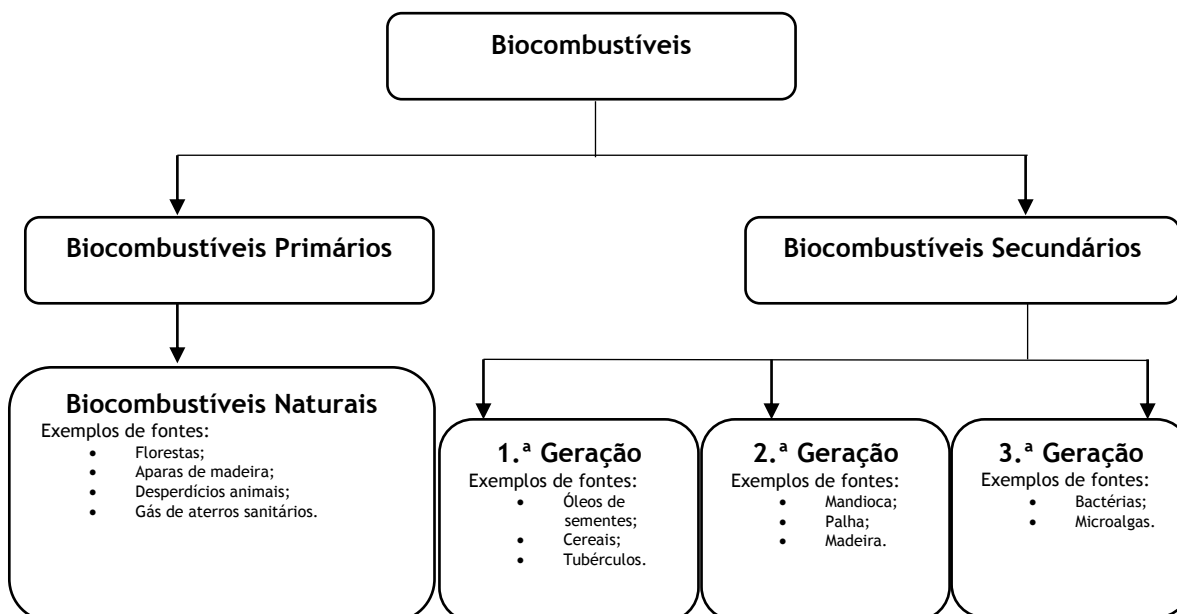 Biocombustíveis
Biocombustíveis Primários
Biocombustíveis Secundários
Biocombustíveis Naturais
Exemplos de fontes:
• Florestas;
• Aparas de madeira;
• Desperdícios animais;
• Gás de aterros sanitários.
1.ª Geração
Exemplos de fontes:
• Óleos de
sementes;
• Cereais;
• Tubérculos.
2.ª Geração
Exemplos de fontes:
• Mandioca;
• Palha;
• Madeira.
3.ª Geração
Exemplos de fontes:
• Bactérias;
• Microalgas.